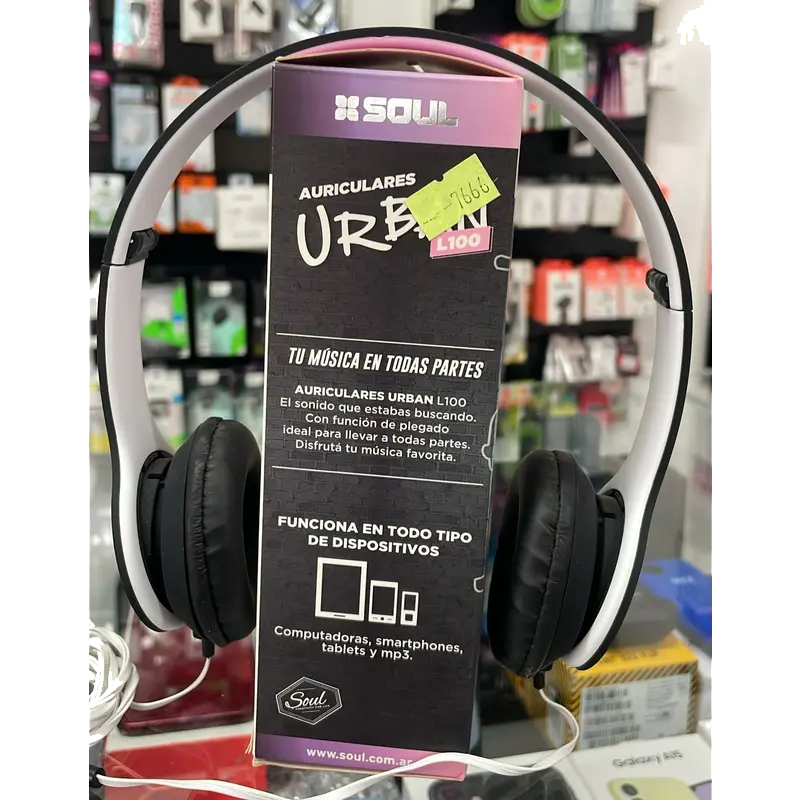 SOUL
AURICULARES
URBAN
7666
L100
TU MÚSICA EN TODAS PARTES
AURICULARES URBAN L100
El sonido que estabas buscando.
Con función de plegado
ideal para llevar a todas partes.
Disfrutá tu música favorita.
FUNCIONA EN TODO TIPO
DE DISPOSITIVOS
Computadoras, smartphones,
tablets y mp3.
Soul
www.soul.com.ar
Galaxy A15